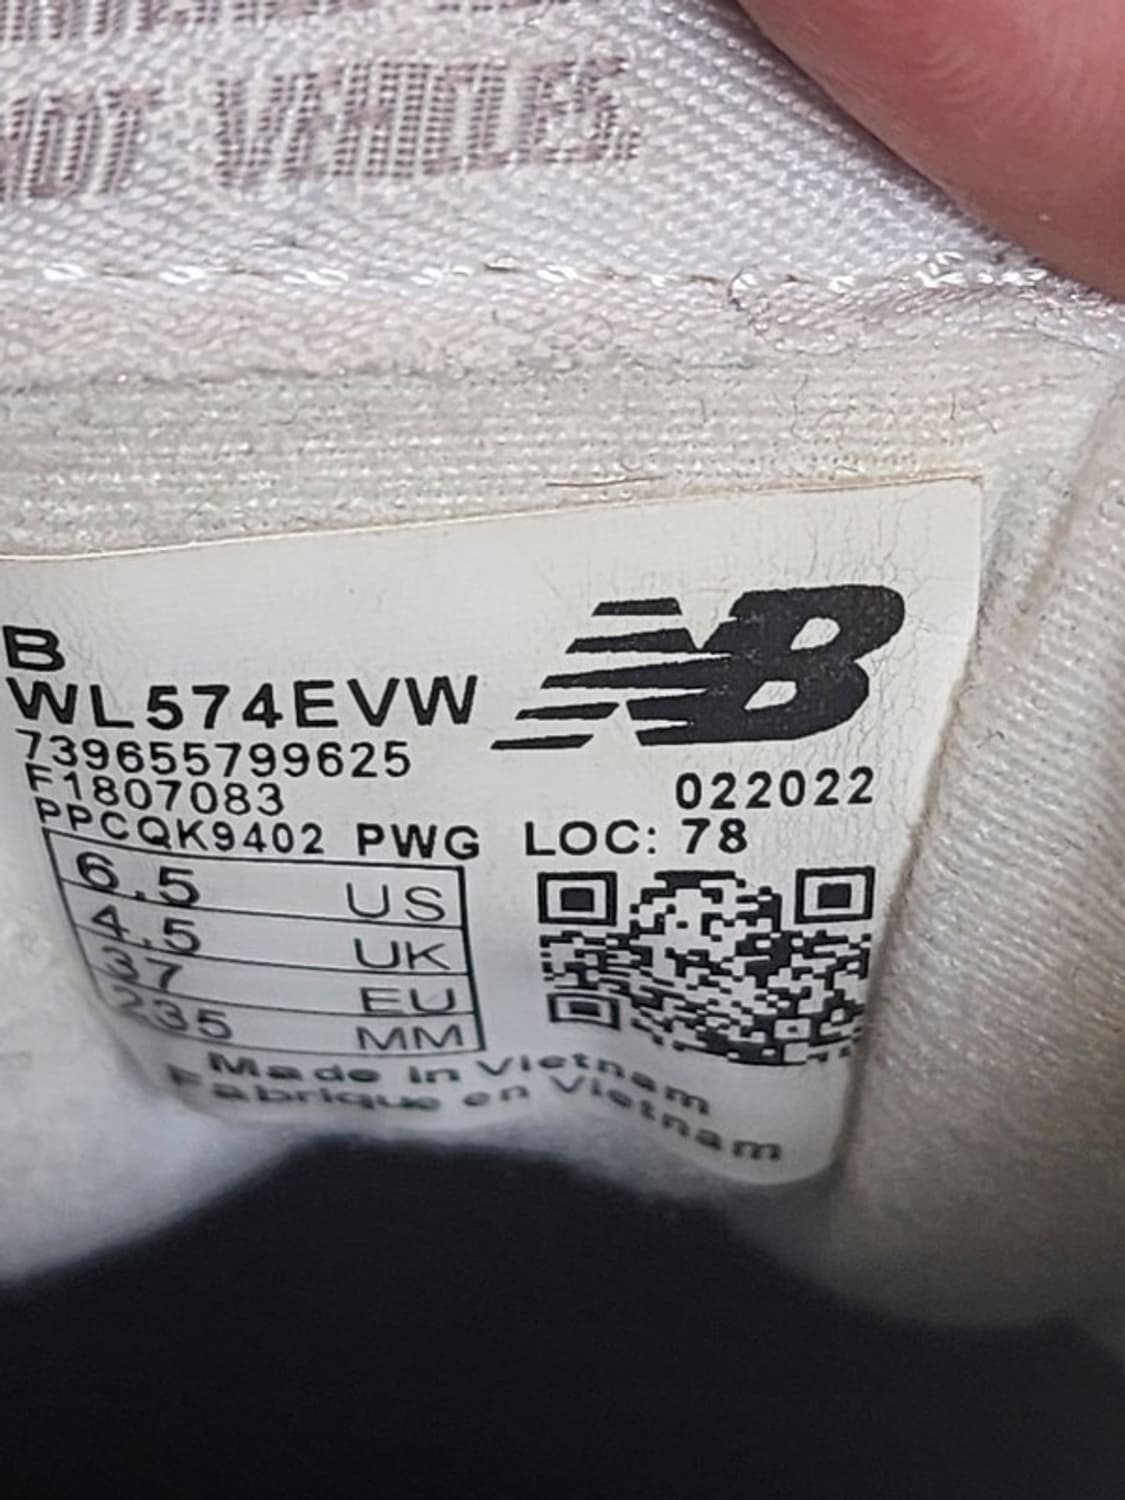 B
NB
WL574EVW
739655799625
F1807083
022022
PPCQK9402 PWG LOC: 78
6.5 US
4.5 UK
37 EU
235 MM
Made in Vietnam
Fabrique en Vietnam